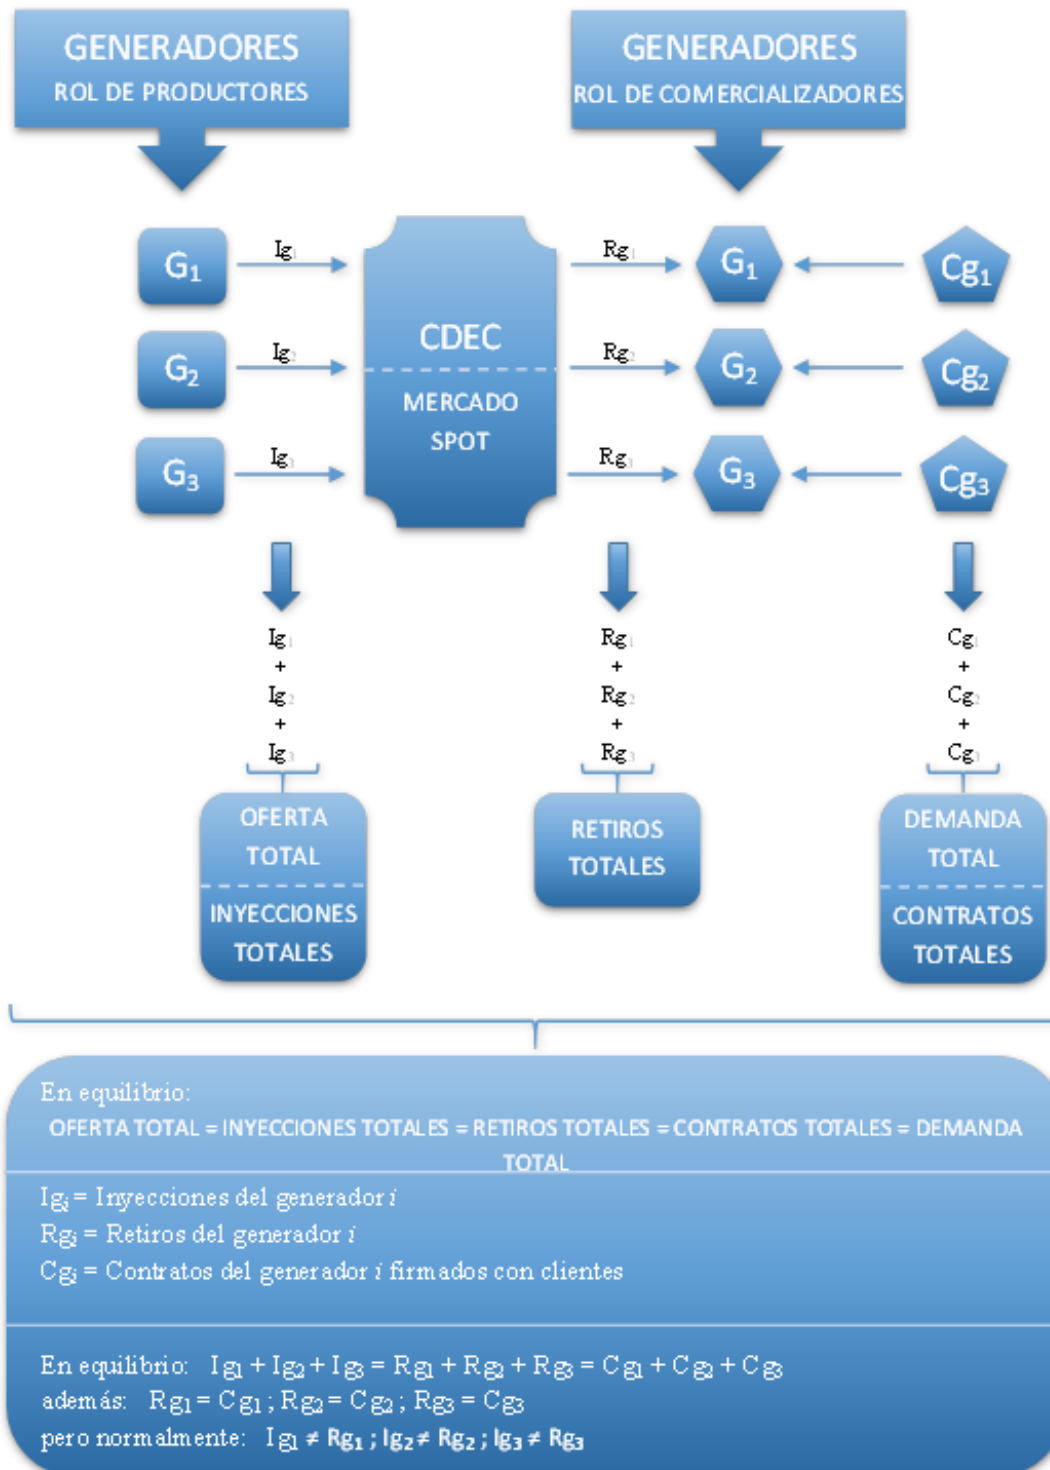 GENERADORES
ROL DE PRODUCTORES
GENERADORES
ROL DE COMERCIALIZADORES
G1
Ig1
Rg1
G1
Cg1
CDEC
G2
Ig2
Rg2
G2
Cg2
MERCADO
SPOT
G3
Ig3
Rg3
G3
Cg3
Ig1
+
Ig2
+
Ig3
Rg1
+
Rg2
+
Rg3
Cg1
+
Cg2
+
Cg3
OFERTA
TOTAL
INYECCIONES
TOTALES
RETIROS
TOTALES
DEMANDA
TOTAL
CONTRATOS
TOTALES
En equilibrio:
OFERTA TOTAL = INYECCIONES TOTALES = RETIROS TOTALES = CONTRATOS TOTALES = DEMANDA
TOTAL
Igi = Inyecciones del generador i
Rgi = Retiros del generador i
Cgi = Contratos del generador i firmados con clientes
En equilibrio: Ig1 + Ig2 + Ig3 = Rg1 + Rg2 + Rg3 = Cg1 + Cg2 + Cg3
además: Rg1 = Cg1 ; Rg2 = Cg2 ; Rg3 = Cg3
pero normalmente: Ig1 ≠ Rg1 ; Ig2 ≠ Rg2 ; Ig3 ≠ Rg3